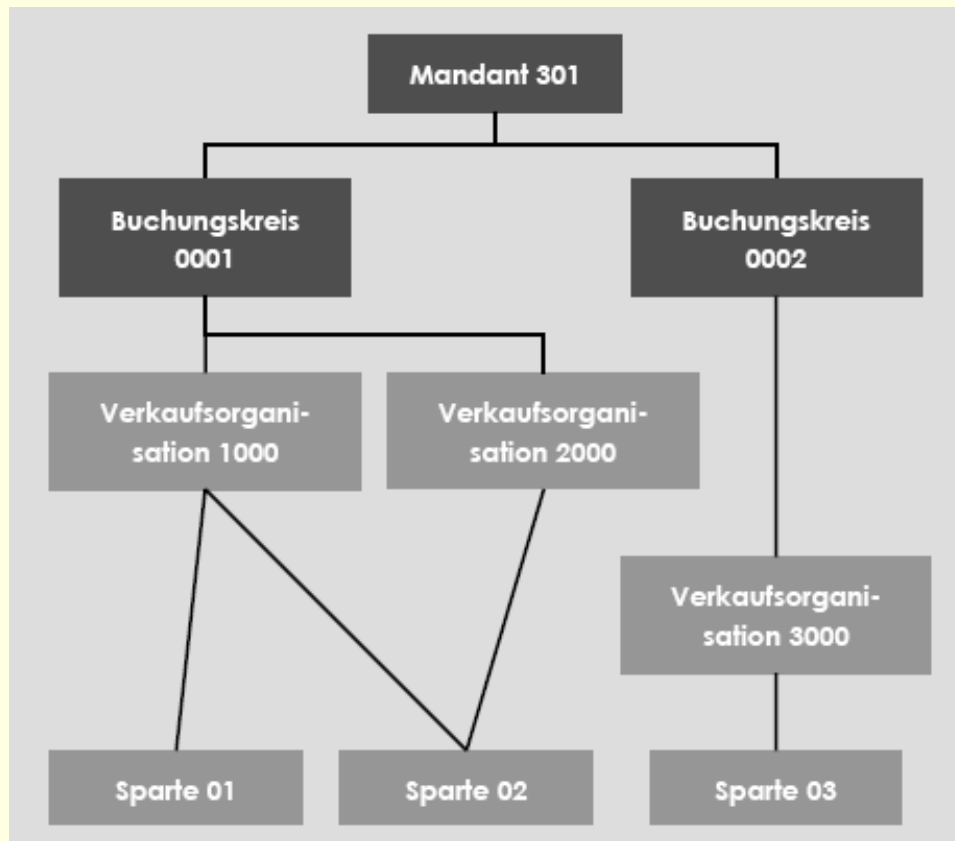 Mandant 301
Buchungskreis
0001
Buchungskreis
0002
Verkaufsorgani-
sation 1000
Verkaufsorgani-
sation 2000
Verkaufsorgani-
sation 3000
Sparte 01
Sparte 02
Sparte 03